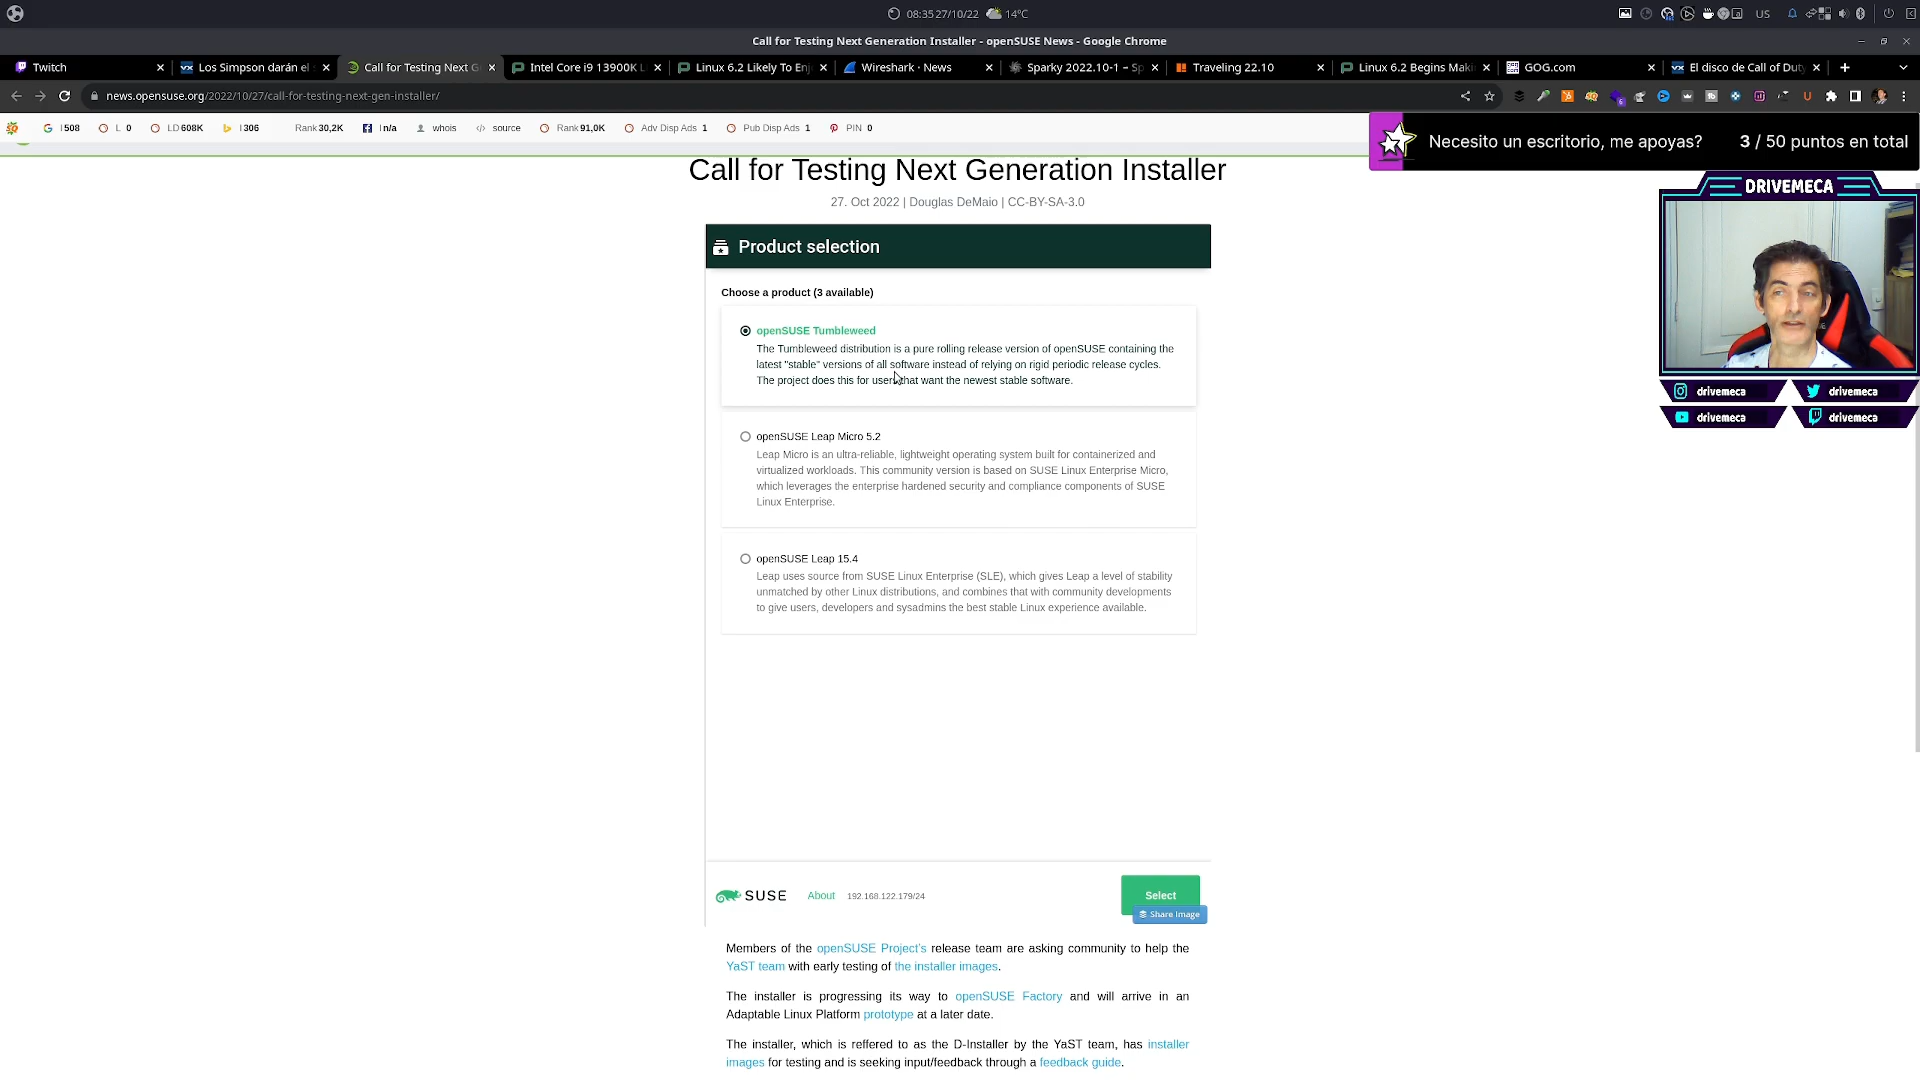 08:35 27/10/22 14°C
US
Call for Testing Next Generation Installer - openSUSE News - Google Chrome
Twitch
Los Simpson darán el s
Call for Testing Next G
Intel Core i9 13900K L
Linux 6.2 Likely To Enj
Wireshark · News
Sparky 2022.10-1 – Sp
Traveling 22.10
Linux 6.2 Begins Maki
GOG.com
El disco de Call of Duty
news.opensuse.org/2022/10/27/call-for-testing-next-gen-installer/
I 508 L 0 LD 608K I 306 Rank 30,2K I n/a whois source Rank 91,0K Adv Disp Ads 1 Pub Disp Ads 1 PIN 0
Necesito un escritorio, me apoyas? 3 / 50 puntos en total
Call for Testing Next Generation Installer
27. Oct 2022 | Douglas DeMaio | CC-BY-SA-3.0
DRIVEMECA
drivemeca drivemeca
drivemeca drivemeca
Product selection
Choose a product (3 available)
openSUSE Tumbleweed
The Tumbleweed distribution is a pure rolling release version of openSUSE containing the
latest "stable" versions of all software instead of relying on rigid periodic release cycles.
The project does this for users that want the newest stable software.
openSUSE Leap Micro 5.2
Leap Micro is an ultra-reliable, lightweight operating system built for containerized and
virtualized workloads. This community version is based on SUSE Linux Enterprise Micro,
which leverages the enterprise hardened security and compliance components of SUSE
Linux Enterprise.
openSUSE Leap 15.4
Leap uses source from SUSE Linux Enterprise (SLE), which gives Leap a level of stability
unmatched by other Linux distributions, and combines that with community developments
to give users, developers and sysadmins the best stable Linux experience available.
SUSE About 192.168.122.179/24 Select
Share Image
Members of the openSUSE Project's release team are asking community to help the
YaST team with early testing of the installer images.
The installer is progressing its way to openSUSE Factory and will arrive in an
Adaptable Linux Platform prototype at a later date.
The installer, which is reffered to as the D-Installer by the YaST team, has installer
images for testing and is seeking input/feedback through a feedback guide.